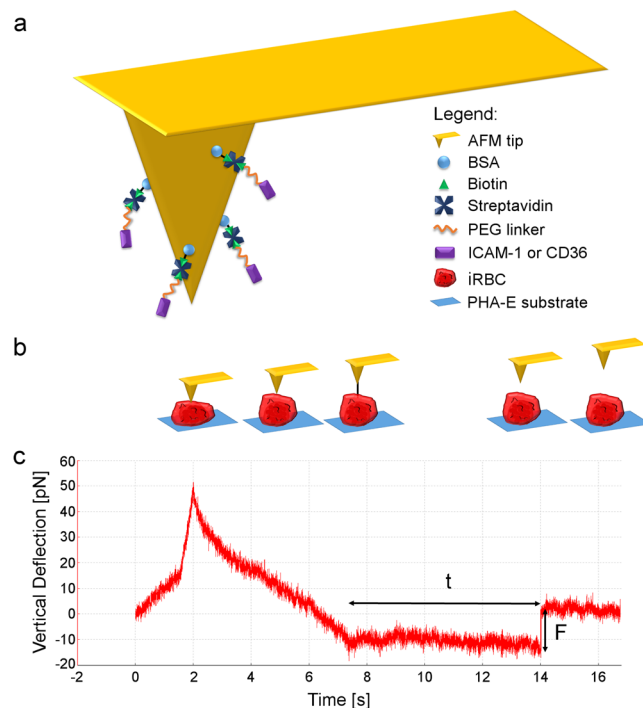 a
Legend:
AFM tip
BSA
Biotin
Streptavidin
PEG linker
ICAM-1 or CD36
iRBC
PHA-E substrate
b
c
Vertical Deflection [pN]
60
50
40
30
20
10
0
-10
-20
t
F
-2 0 2 4 6 8 10 12 14 16
Time [s]